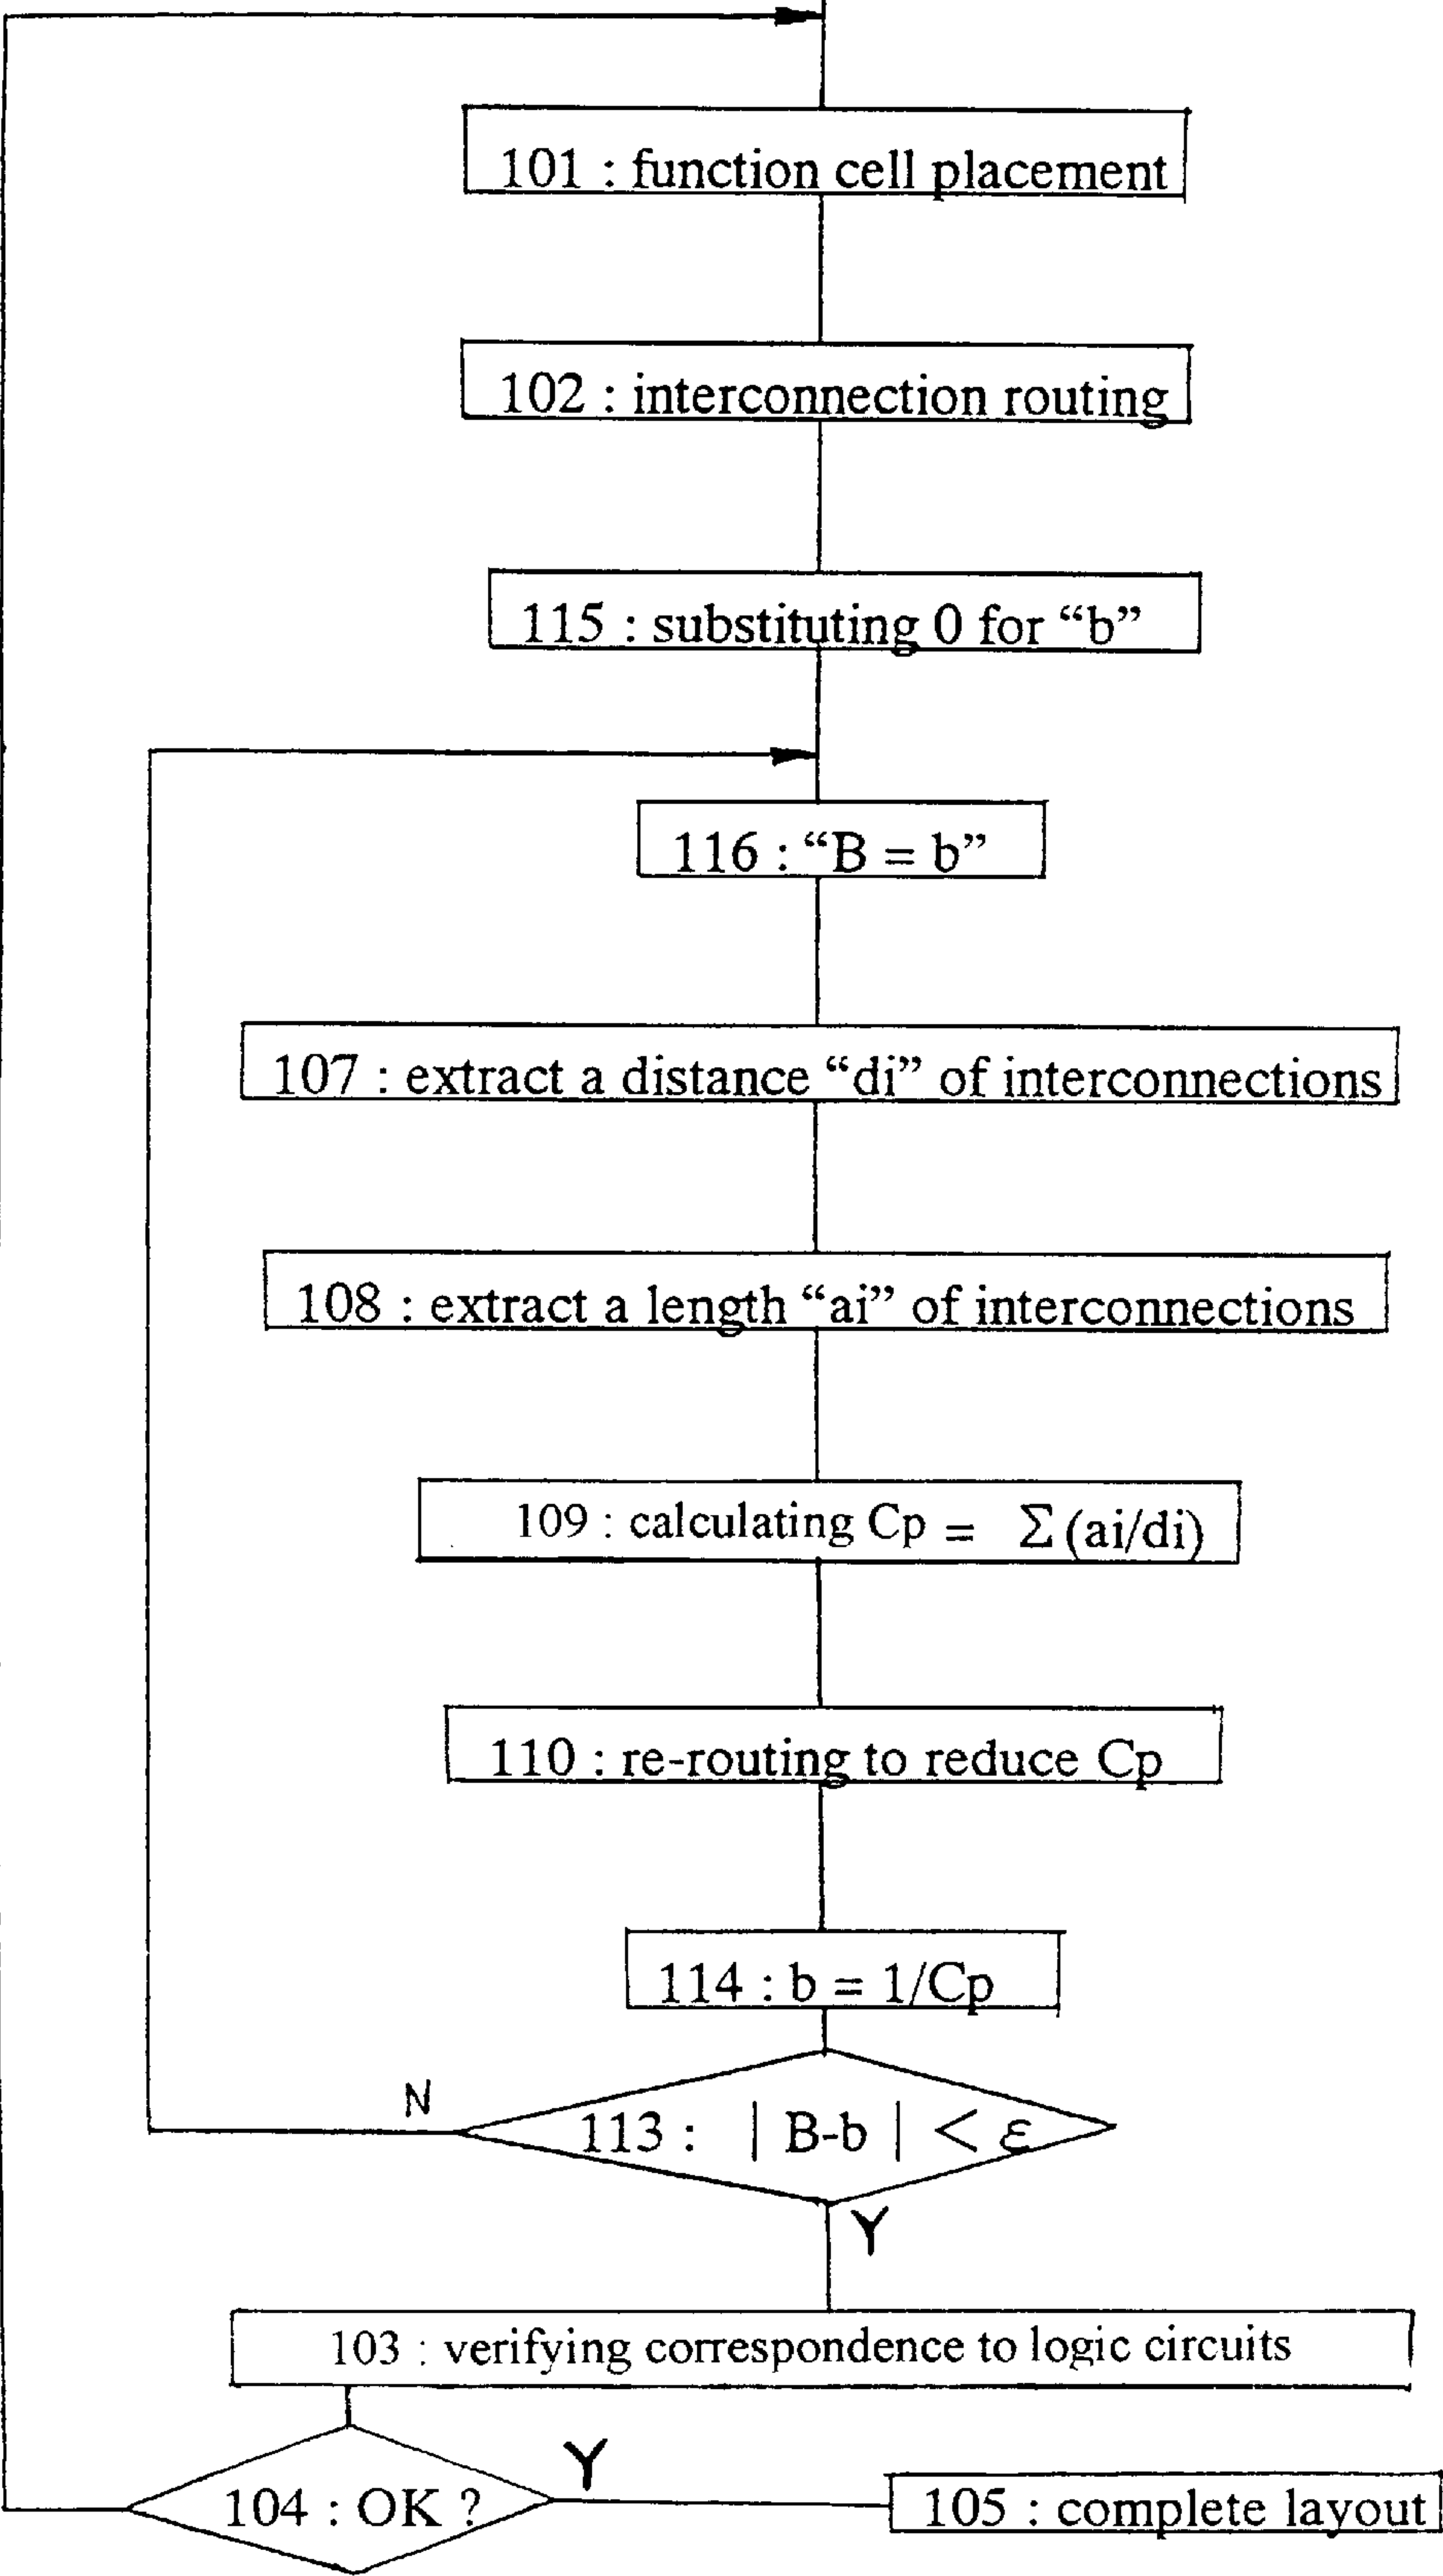 101 : function cell placement
102 : interconnection routing
115 : substituting 0 for “b”
116 : “B = b”
107 : extract a distance “di” of interconnections
108 : extract a length “ai” of interconnections
109 : calculating Cp = Σ(ai/di)
110 : re-routing to reduce Cp
114 : b = 1/Cp
N
113 : | B-b | < ε
Y
103 : verifying correspondence to logic circuits
Y
104 : OK ?
105 : complete layout